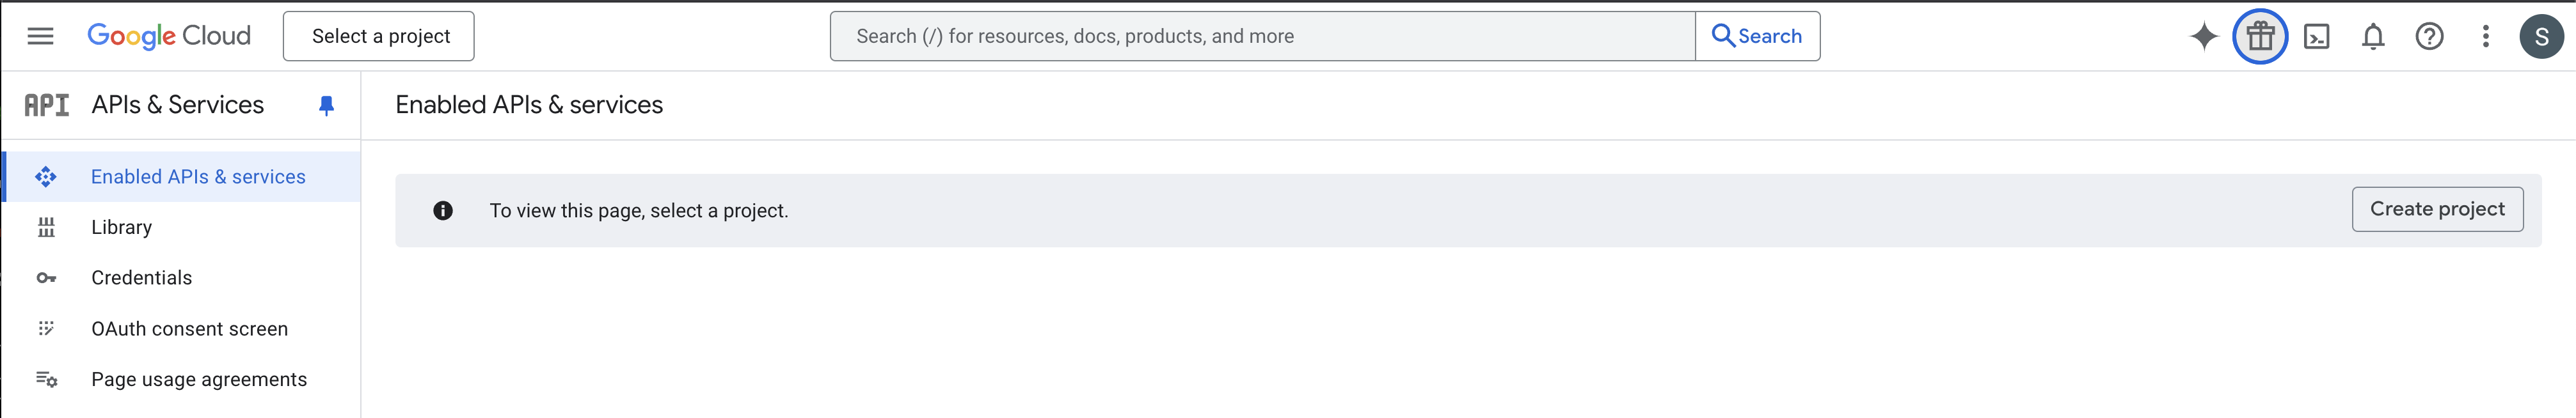 Google Cloud
Select a project
Search (/) for resources, docs, products, and more
Search
S
API
APIs & Services
Enabled APIs & services
Enabled APIs & services
Library
Credentials
OAuth consent screen
Page usage agreements
To view this page, select a project.
Create project